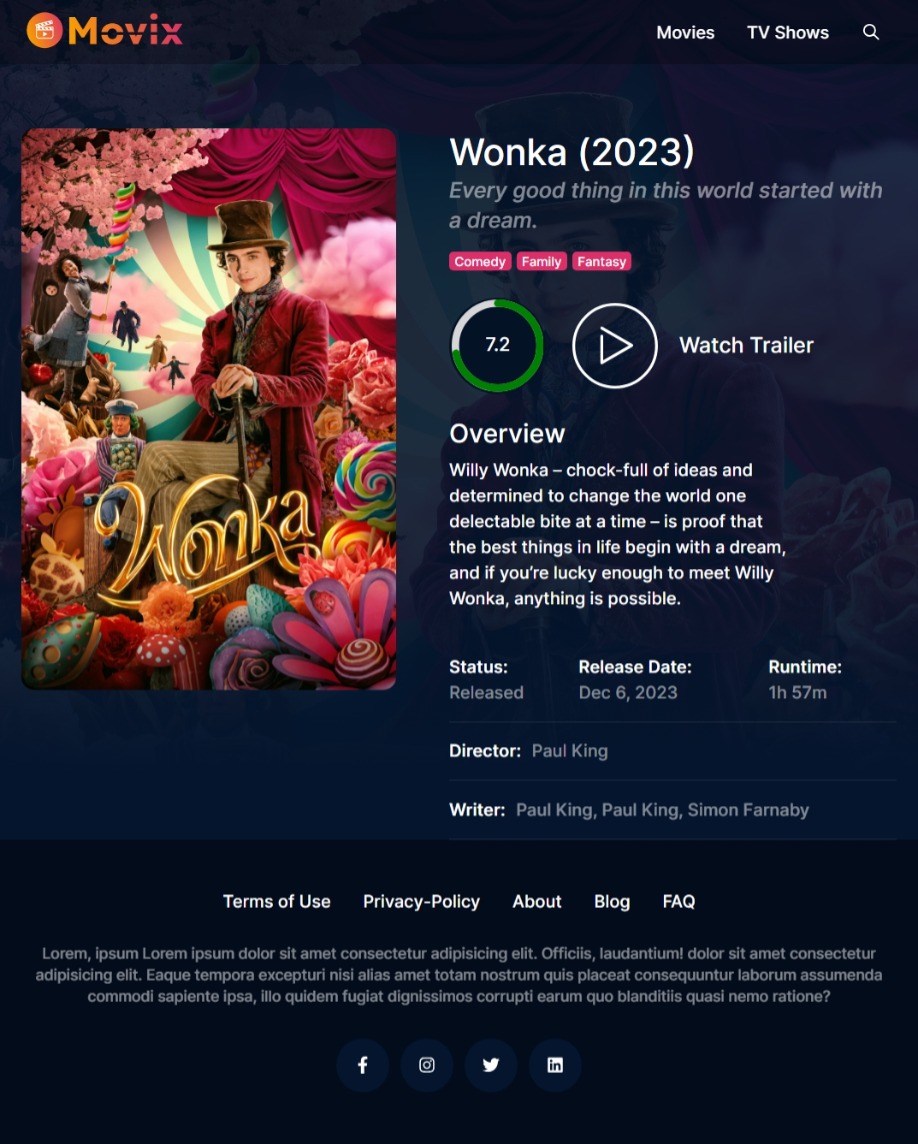 Movix
Movies
TV Shows
Wonka
Wonka (2023)
Every good thing in this world started with
a dream.
Comedy
Family
Fantasy
7.2
Watch Trailer
Overview
Willy Wonka – chock-full of ideas and
determined to change the world one
delectable bite at a time – is proof that
the best things in life begin with a dream,
and if you’re lucky enough to meet Willy
Wonka, anything is possible.
Status:
Released
Release Date:
Dec 6, 2023
Runtime:
1h 57m
Director: Paul King
Writer: Paul King, Paul King, Simon Farnaby
Terms of Use
Privacy-Policy
About
Blog
FAQ
Lorem, ipsum Lorem ipsum dolor sit amet consectetur adipisicing elit. Officiis, laudantium! dolor sit amet consectetur
adipisicing elit. Eaque tempora excepturi nisi alias amet totam nostrum quis placeat consequuntur laborum assumenda
commodi sapiente ipsa, illo quidem fugiat dignissimos corrupti earum quo blanditiis quasi nemo ratione?